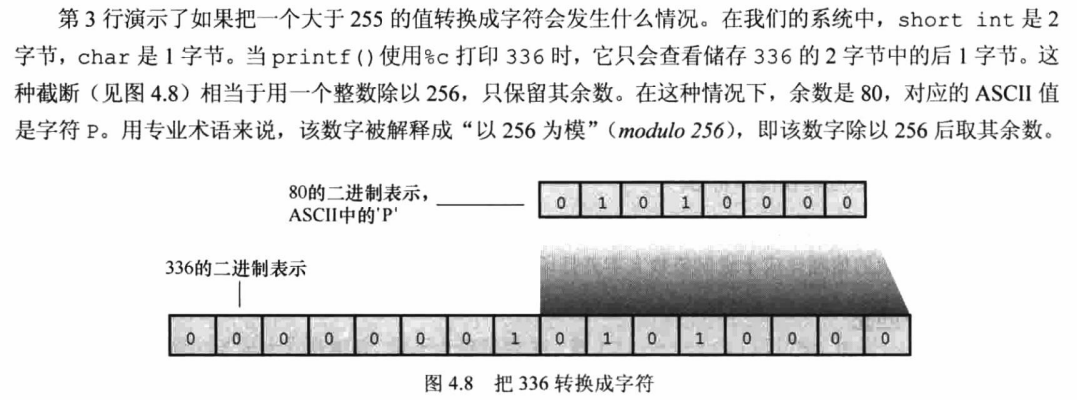 第 3 行演示了如果把一个大于 255 的值转换成字符会发生什么情况。在我们的系统中，short int 是 2
字节，char 是 1 字节。当 printf()使用%c 打印 336 时，它只会查看储存 336 的 2 字节中的后 1 字节。这
种截断（见图 4.8）相当于用一个整数除以 256，只保留其余数。在这种情况下，余数是 80，对应的 ASCII 值
是字符 P。用专业术语来说，该数字被解释成“以 256 为模”（modulo 256），即该数字除以 256 后取其余数。
80的二进制表示，
ASCII中的'P'
0 1 0 1 0 0 0 0
336的二进制表示
0 0 0 0 0 0 0 1 0 1 0 1 0 0 0 0
图 4.8 把 336 转换成字符